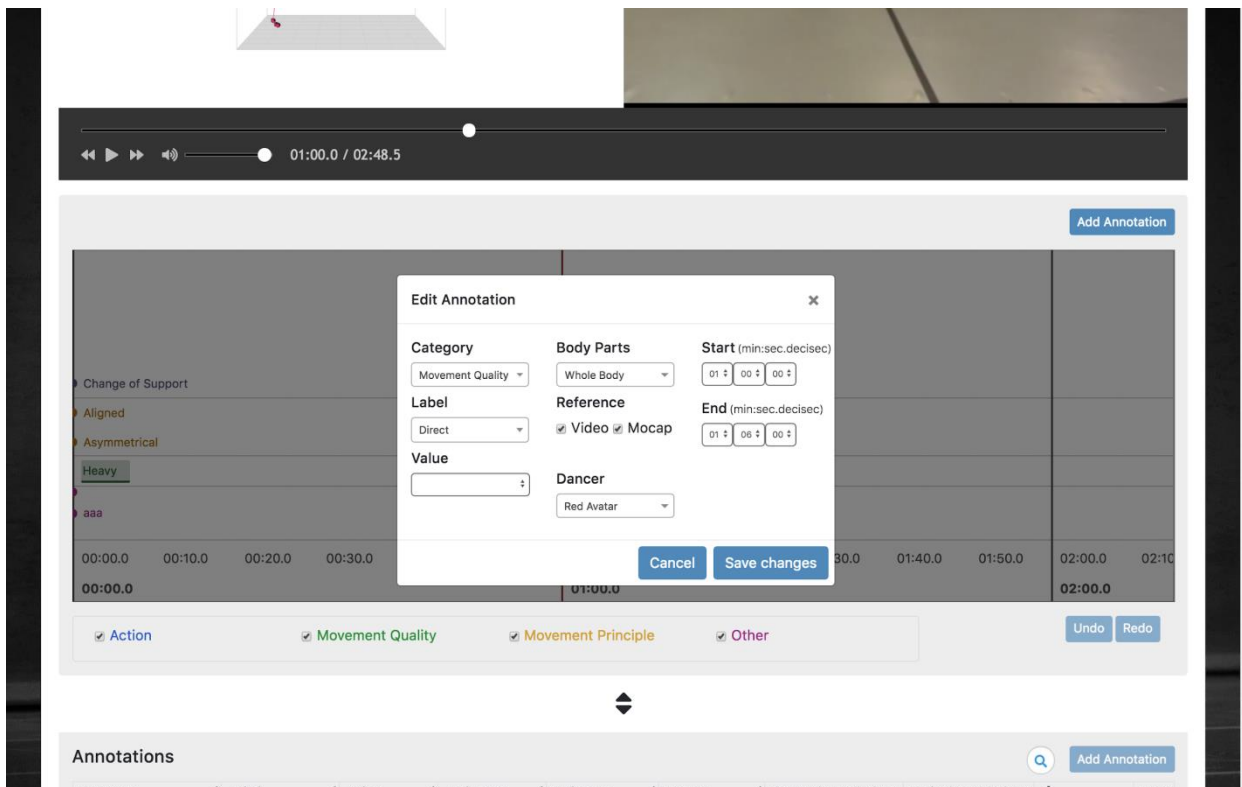 01:00.0 / 02:48.5
Add Annotation
Edit Annotation
Category
Body Parts
Start (min:sec.decisec)
Movement Quality
Whole Body
01
00
00
Label
Reference
End (min:sec.decisec)
Direct
Video
Mocap
01
06
00
Value
Dancer
Red Avatar
Cancel
Save changes
Change of Support
Aligned
Asymmetrical
Heavy
aaa
00:00.0
00:10.0
00:20.0
00:30.0
30.0
01:40.0
01:50.0
02:00.0
02:10
00:00.0
01:00.0
02:00.0
Action
Movement Quality
Movement Principle
Other
Undo
Redo
Annotations
Add Annotation